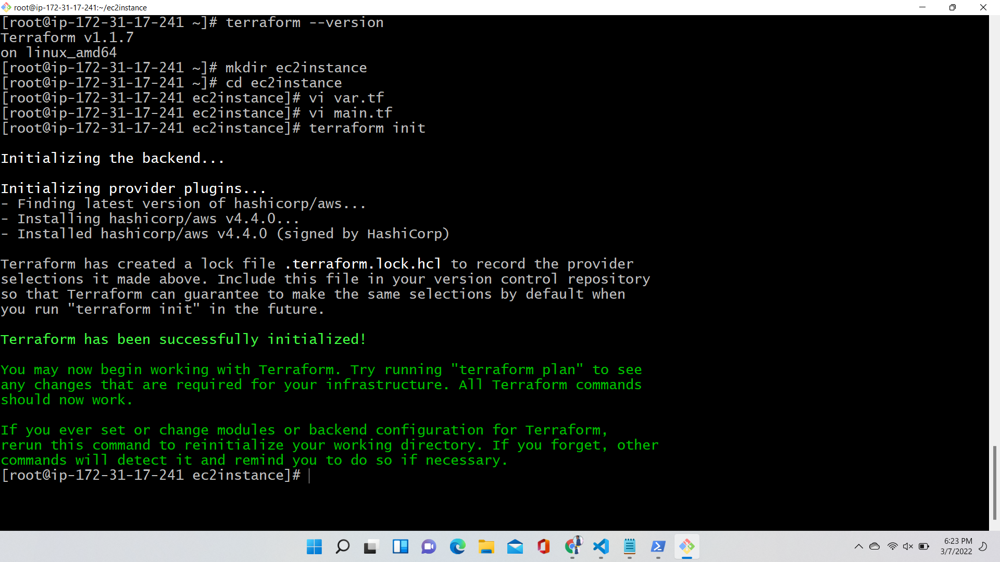 root@ip-172-31-17-241:~/ec2instance
[root@ip-172-31-17-241 ~]# terraform --version
Terraform v1.1.7
on linux_amd64
[root@ip-172-31-17-241 ~]# mkdir ec2instance
[root@ip-172-31-17-241 ~]# cd ec2instance
[root@ip-172-31-17-241 ec2instance]# vi var.tf
[root@ip-172-31-17-241 ec2instance]# vi main.tf
[root@ip-172-31-17-241 ec2instance]# terraform init
Initializing the backend...
Initializing provider plugins...
- Finding latest version of hashicorp/aws...
- Installing hashicorp/aws v4.4.0...
- Installed hashicorp/aws v4.4.0 (signed by HashiCorp)
Terraform has created a lock file .terraform.lock.hcl to record the provider
selections it made above. Include this file in your version control repository
so that Terraform can guarantee to make the same selections by default when
you run "terraform init" in the future.
Terraform has been successfully initialized!
You may now begin working with Terraform. Try running "terraform plan" to see
any changes that are required for your infrastructure. All Terraform commands
should now work.
If you ever set or change modules or backend configuration for Terraform,
rerun this command to reinitialize your working directory. If you forget, other
commands will detect it and remind you to do so if necessary.
[root@ip-172-31-17-241 ec2instance]#
6:23 PM
3/7/2022